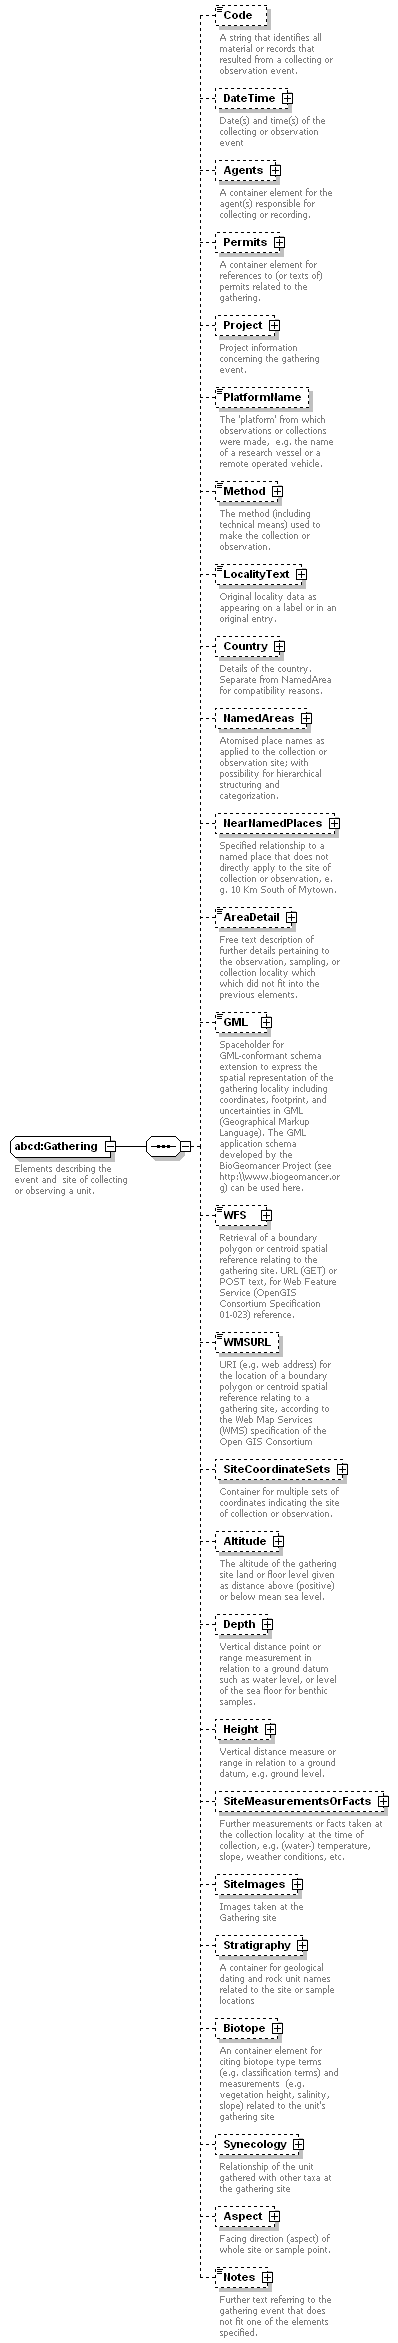 Code
A string that identifies all
material or records that
resulted from a collecting or
observation event.
DateTime
Date(s) and time(s) of the
collecting or observation
event
Agents
A container element for the
agent(s) responsible for
collecting or recording.
Permits
A container element for
references to (or texts of)
permits related to the
gathering.
Project
Project information
concerning the gathering
event.
PlatformName
The 'platform' from which
observations or collections
were made,  e.g. the name
of a research vessel or a
remote operated vehicle.
Method
The method (including
technical means) used to
make the collection or
observation.
LocalityText
Original locality data as
appearing on a label or in an
original entry.
Country
Details of the country.
Separate from NamedArea
for compatibility reasons.
NamedAreas
Atomised place names as
applied to the collection or
observation site; with
possibility for hierarchical
structuring and
categorization.
NearNamedPlaces
Specified relationship to a
named place that does not
directly apply to the site of
collection or observation, e.
g. 10 Km South of Mytown.
AreaDetail
Free text description of
further details pertaining to
the observation, sampling, or
collection locality which
which did not fit into the
previous elements.
GML
Spaceholder for
GML-conformant schema
extension to express the
spatial representation of the
gathering locality including
coordinates, footprint, and
uncertainties in GML
(Geographical Markup
Language). The GML
application schema
developed by the
BioGeomancer Project (see
http:\\www.biogeomancer.or
g) can be used here.
abcd:Gathering
Elements describing the
event and  site of collecting
or observing a unit.
WFS
Retrieval of a boundary
polygon or centroid spatial
reference relating to the
gathering site. URL (GET) or
POST text, for Web Feature
Service (OpenGIS
Consortium Specification
01-023) reference.
WMSURL
URI (e.g. web address) for
the location of a boundary
polygon or centroid spatial
reference relating to a
gathering site, according to
the Web Map Services
(WMS) specification of the
Open GIS Consortium
SiteCoordinateSets
Container for multiple sets of
coordinates indicating the site
of collection or observation.
Altitude
The altitude of the gathering
site land or floor level given
as distance above (positive)
or below mean sea level.
Depth
Vertical distance point or
range measurement in
relation to a ground datum
such as water level, or level
of the sea floor for benthic
samples.
Height
Vertical distance measure or
range in relation to a ground
datum, e.g. ground level.
SiteMeasurementsOrFacts
Further measurements or facts taken at
the collection locality at the time of
collection, e.g. (water-) temperature,
slope, weather conditions, etc.
SiteImages
Images taken at the
Gathering site
Stratigraphy
A container for geological
dating and rock unit names
related to the site or sample
locations
Biotope
An container element for
citing biotope type terms
(e.g. classification terms) and
measurements  (e.g.
vegetation height, salinity,
slope) related to the unit's
gathering site
Synecology
Relationship of the unit
gathered with other taxa at
the gathering site
Aspect
Facing direction (aspect) of
whole site or sample point.
Notes
Further text referring to the
gathering event that does
not fit one of the elements
specified.